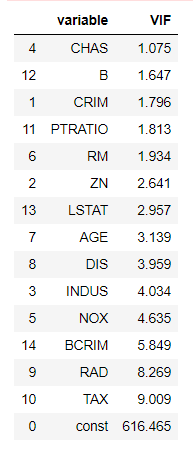 variable VIF
4 CHAS 1.075
12 B 1.647
1 CRIM 1.796
11 PTRATIO 1.813
6 RM 1.934
2 ZN 2.641
13 LSTAT 2.957
7 AGE 3.139
8 DIS 3.959
3 INDUS 4.034
5 NOX 4.635
14 BCRIM 5.849
9 RAD 8.269
10 TAX 9.009
0 const 616.465